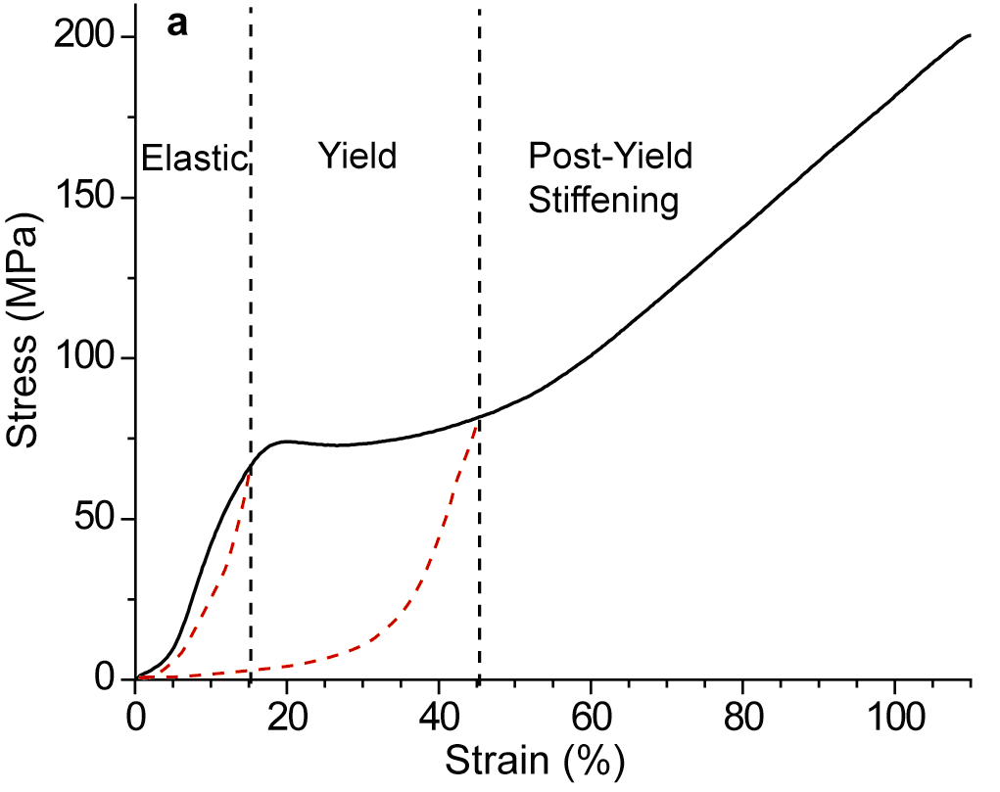 a
200
150
100
50
0
Elastic
Yield
Post-Yield
Stiffening
Stress (MPa)
0 20 40 60 80 100
Strain (%)